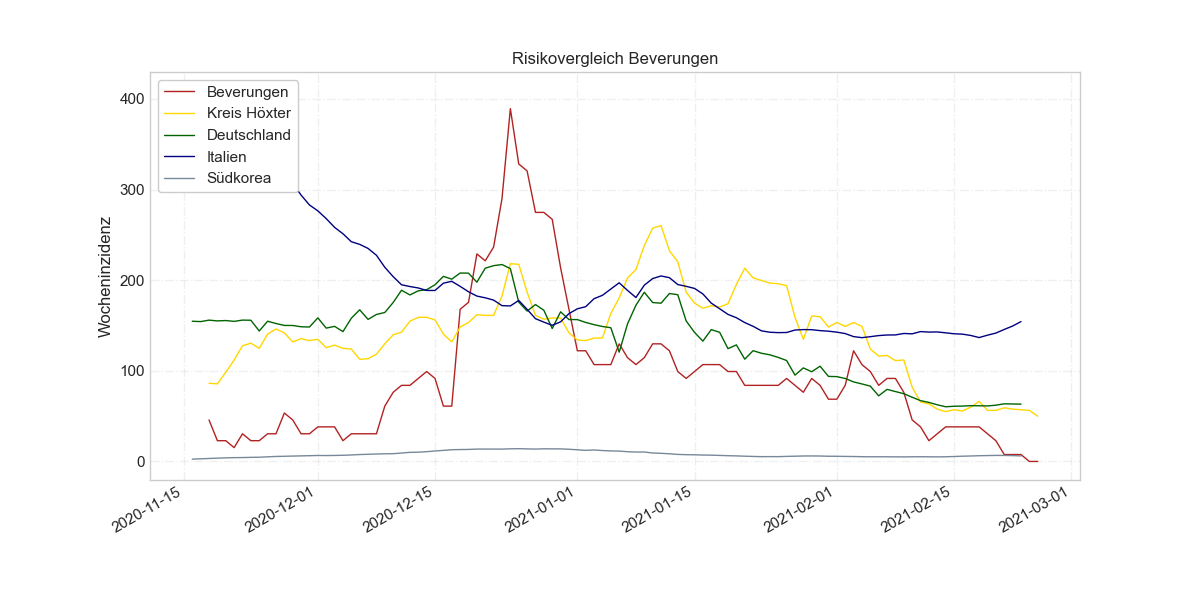 Risikovergleich Beverungen
Beverungen
Kreis Höxter
Deutschland
Italien
Südkorea
Wocheninzidenz
400
300
200
100
0
2020-11-15
2020-12-01
2020-12-15
2021-01-01
2021-01-15
2021-02-01
2021-02-15
2021-03-01